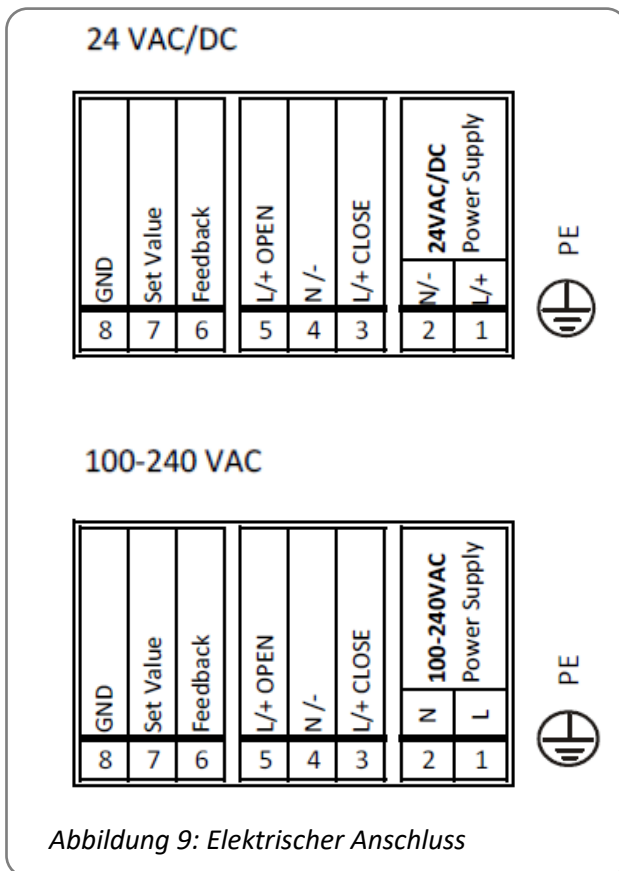 24 VAC/DC
GND
Set Value
Feedback
L/+ OPEN
N /-
L/+ CLOSE
24VAC/DC
Power Supply
N/-
L/+
PE
8 7 6 5 4 3 2 1
100-240 VAC
GND
Set Value
Feedback
L/+ OPEN
N /-
L/+ CLOSE
100-240VAC
Power Supply
N
L
PE
8 7 6 5 4 3 2 1
Abbildung 9: Elektrischer Anschluss